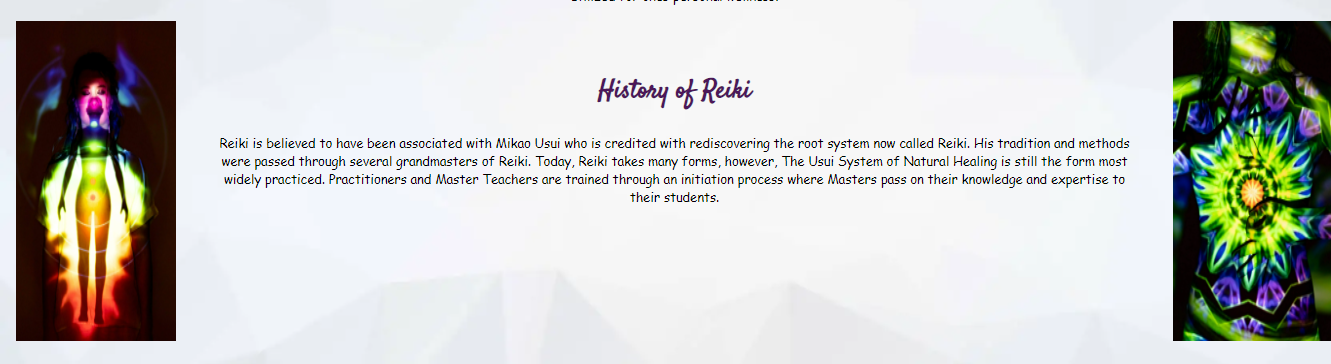 History of Reiki
Reiki is believed to have been associated with Mikao Usui who is credited with rediscovering the root system now called Reiki. His tradition and methods
were passed through several grandmasters of Reiki. Today, Reiki takes many forms, however, The Usui System of Natural Healing is still the form most
widely practiced. Practitioners and Master Teachers are trained through an initiation process where Masters pass on their knowledge and expertise to
their students.